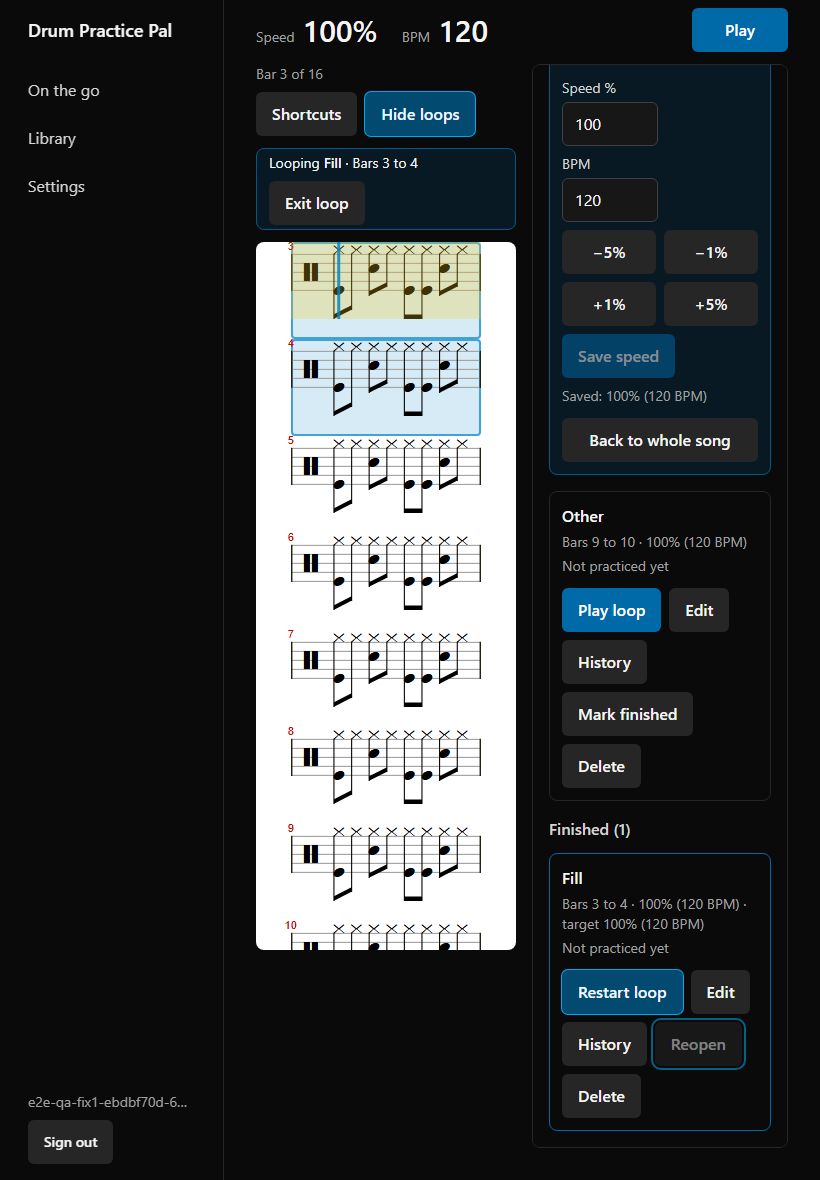 Drum Practice Pal
On the go
Library
Settings
e2e-qa-fix1-ebdbf70d-6...
Sign out
Speed 100% BPM 120
Play
Bar 3 of 16
Shortcuts
Hide loops
Looping Fill · Bars 3 to 4
Exit loop
3
4
5
6
7
8
9
10
Speed %
100
BPM
120
−5%
−1%
+1%
+5%
Save speed
Saved: 100% (120 BPM)
Back to whole song
Other
Bars 9 to 10 · 100% (120 BPM)
Not practiced yet
Play loop
Edit
History
Mark finished
Delete
Finished (1)
Fill
Bars 3 to 4 · 100% (120 BPM) ·
target 100% (120 BPM)
Not practiced yet
Restart loop
Edit
History
Reopen
Delete